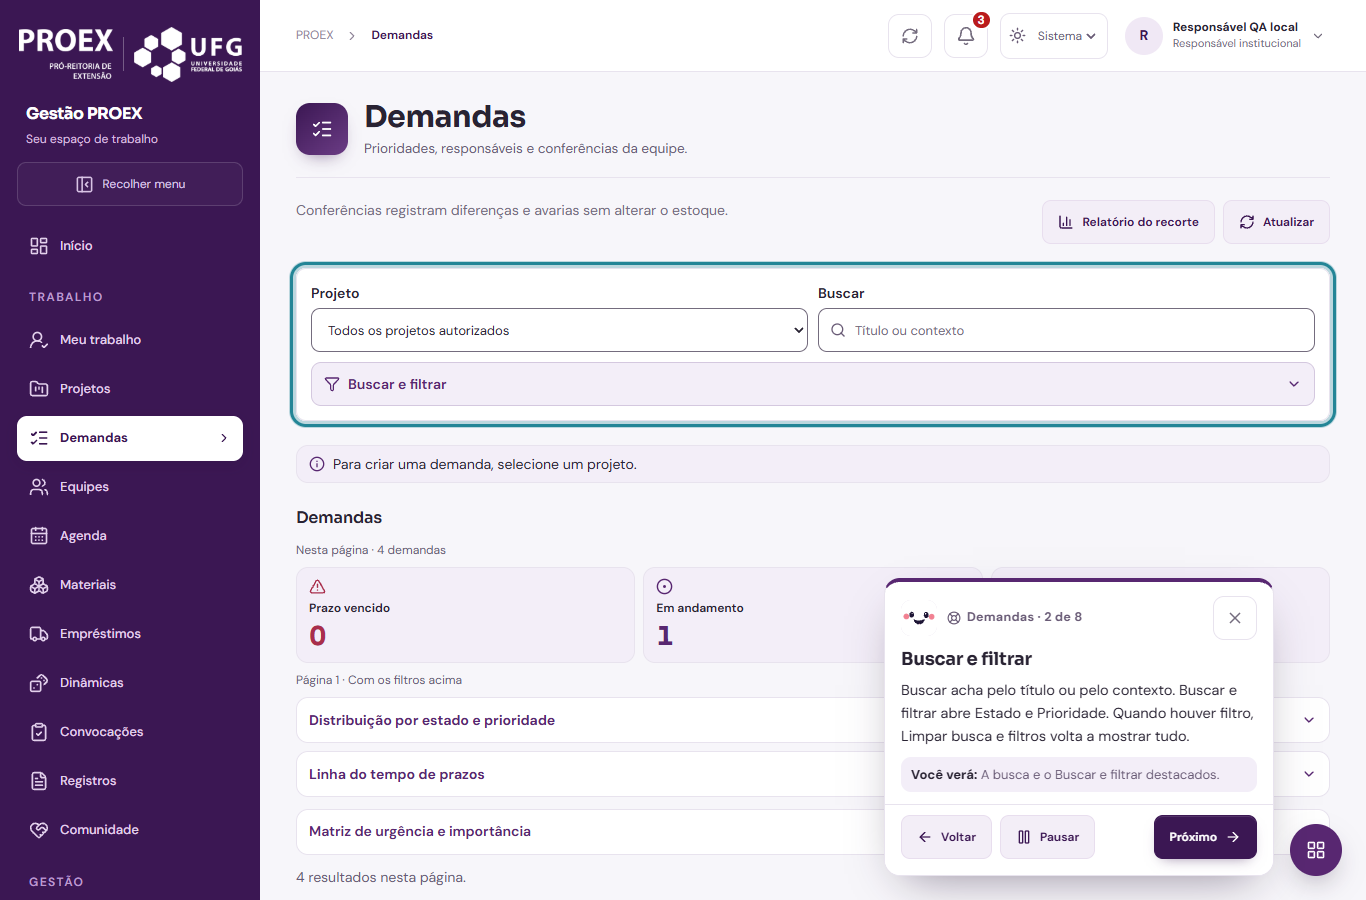 PROEX
PRÓ-REITORIA DE
EXTENSÃO
UFG
UNIVERSIDADE
FEDERAL DE GOIÁS
Gestão PROEX
Seu espaço de trabalho
Recolher menu
Início
TRABALHO
Meu trabalho
Projetos
Demandas
Equipes
Agenda
Materiais
Empréstimos
Dinâmicas
Convocações
Registros
Comunidade
GESTÃO
PROEX > Demandas
3
Sistema
R
Responsável QA local
Responsável institucional
Demandas
Prioridades, responsáveis e conferências da equipe.
Conferências registram diferenças e avarias sem alterar o estoque.
Relatório do recorte
Atualizar
Projeto
Todos os projetos autorizados
Buscar
Título ou contexto
Buscar e filtrar
Para criar uma demanda, selecione um projeto.
Demandas
Nesta página · 4 demandas
Prazo vencido
0
Em andamento
1
Página 1 · Com os filtros acima
Distribuição por estado e prioridade
Linha do tempo de prazos
Matriz de urgência e importância
4 resultados nesta página.
Demandas · 2 de 8
Buscar e filtrar
Buscar acha pelo título ou pelo contexto. Buscar e
filtrar abre Estado e Prioridade. Quando houver filtro,
Limpar busca e filtros volta a mostrar tudo.
Você verá: A busca e o Buscar e filtrar destacados.
Voltar
Pausar
Próximo